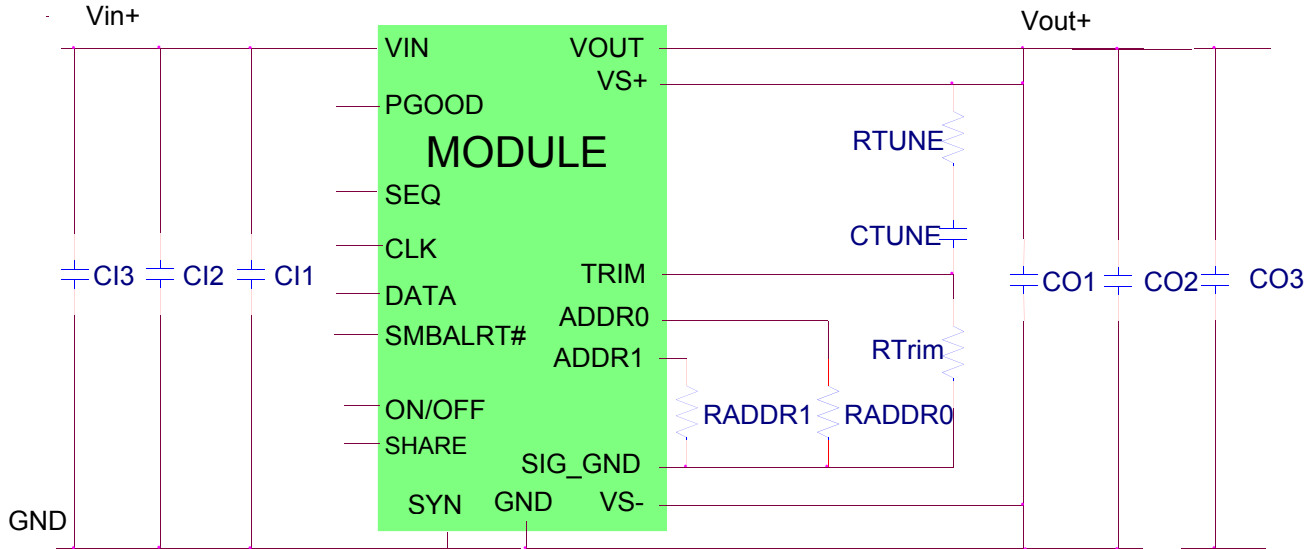 Vin+
Vout+
VIN
VOUT
VS+
PGOOD
MODULE
RTUNE
SEQ
CTUNE
CLK
TRIM
CI3
CI2
CI1
CO1
CO2
CO3
DATA
ADDR0
SMBALRT#
ADDR1
RTrim
ON/OFF
RADDR1
RADDR0
SHARE
SIG_GND
SYN
GND
VS-
GND